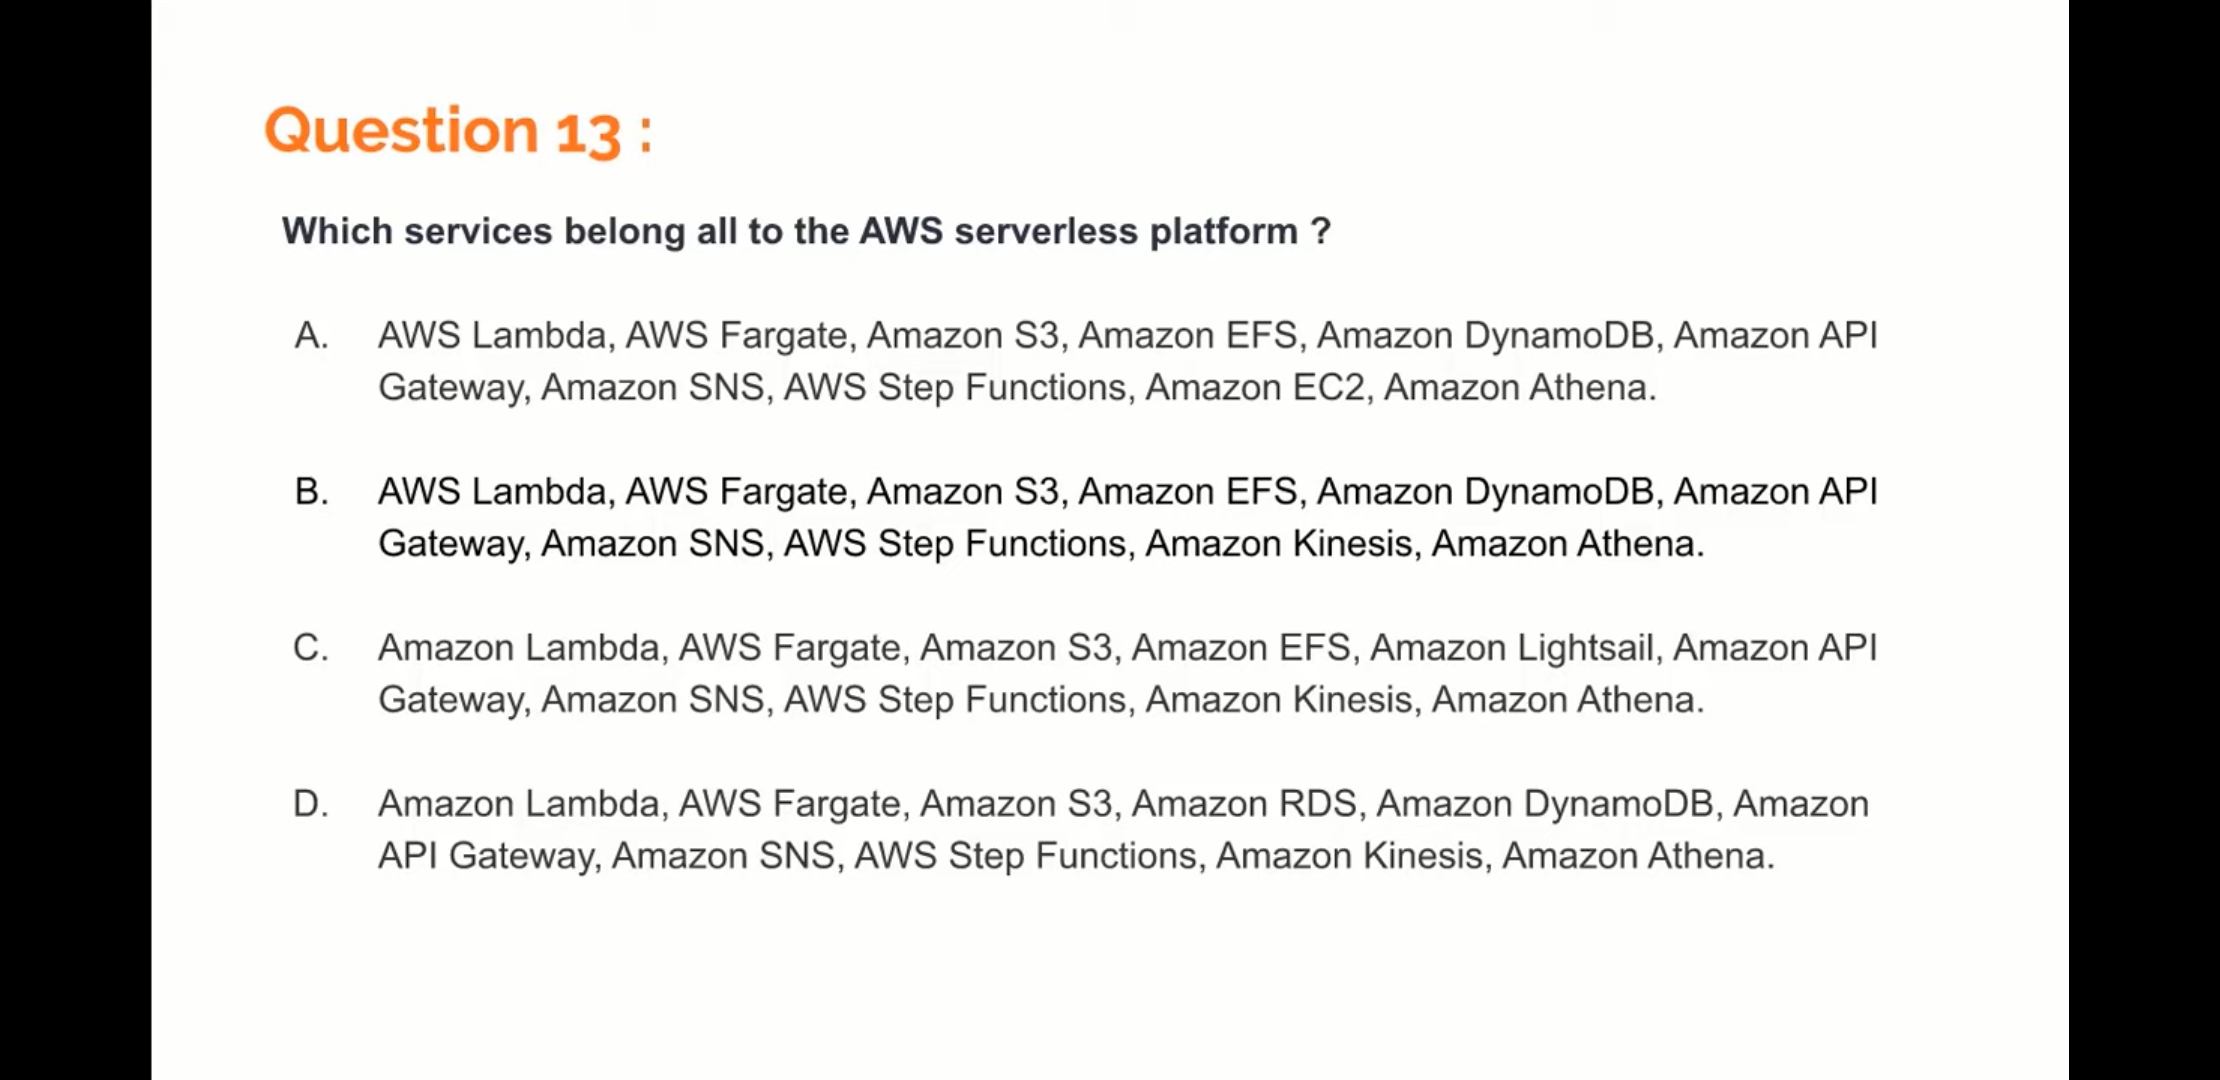 Question 13 :
Which services belong all to the AWS serverless platform ?
A. AWS Lambda, AWS Fargate, Amazon S3, Amazon EFS, Amazon DynamoDB, Amazon API
Gateway, Amazon SNS, AWS Step Functions, Amazon EC2, Amazon Athena.
B. AWS Lambda, AWS Fargate, Amazon S3, Amazon EFS, Amazon DynamoDB, Amazon API
Gateway, Amazon SNS, AWS Step Functions, Amazon Kinesis, Amazon Athena.
C. Amazon Lambda, AWS Fargate, Amazon S3, Amazon EFS, Amazon Lightsail, Amazon API
Gateway, Amazon SNS, AWS Step Functions, Amazon Kinesis, Amazon Athena.
D. Amazon Lambda, AWS Fargate, Amazon S3, Amazon RDS, Amazon DynamoDB, Amazon
API Gateway, Amazon SNS, AWS Step Functions, Amazon Kinesis, Amazon Athena.